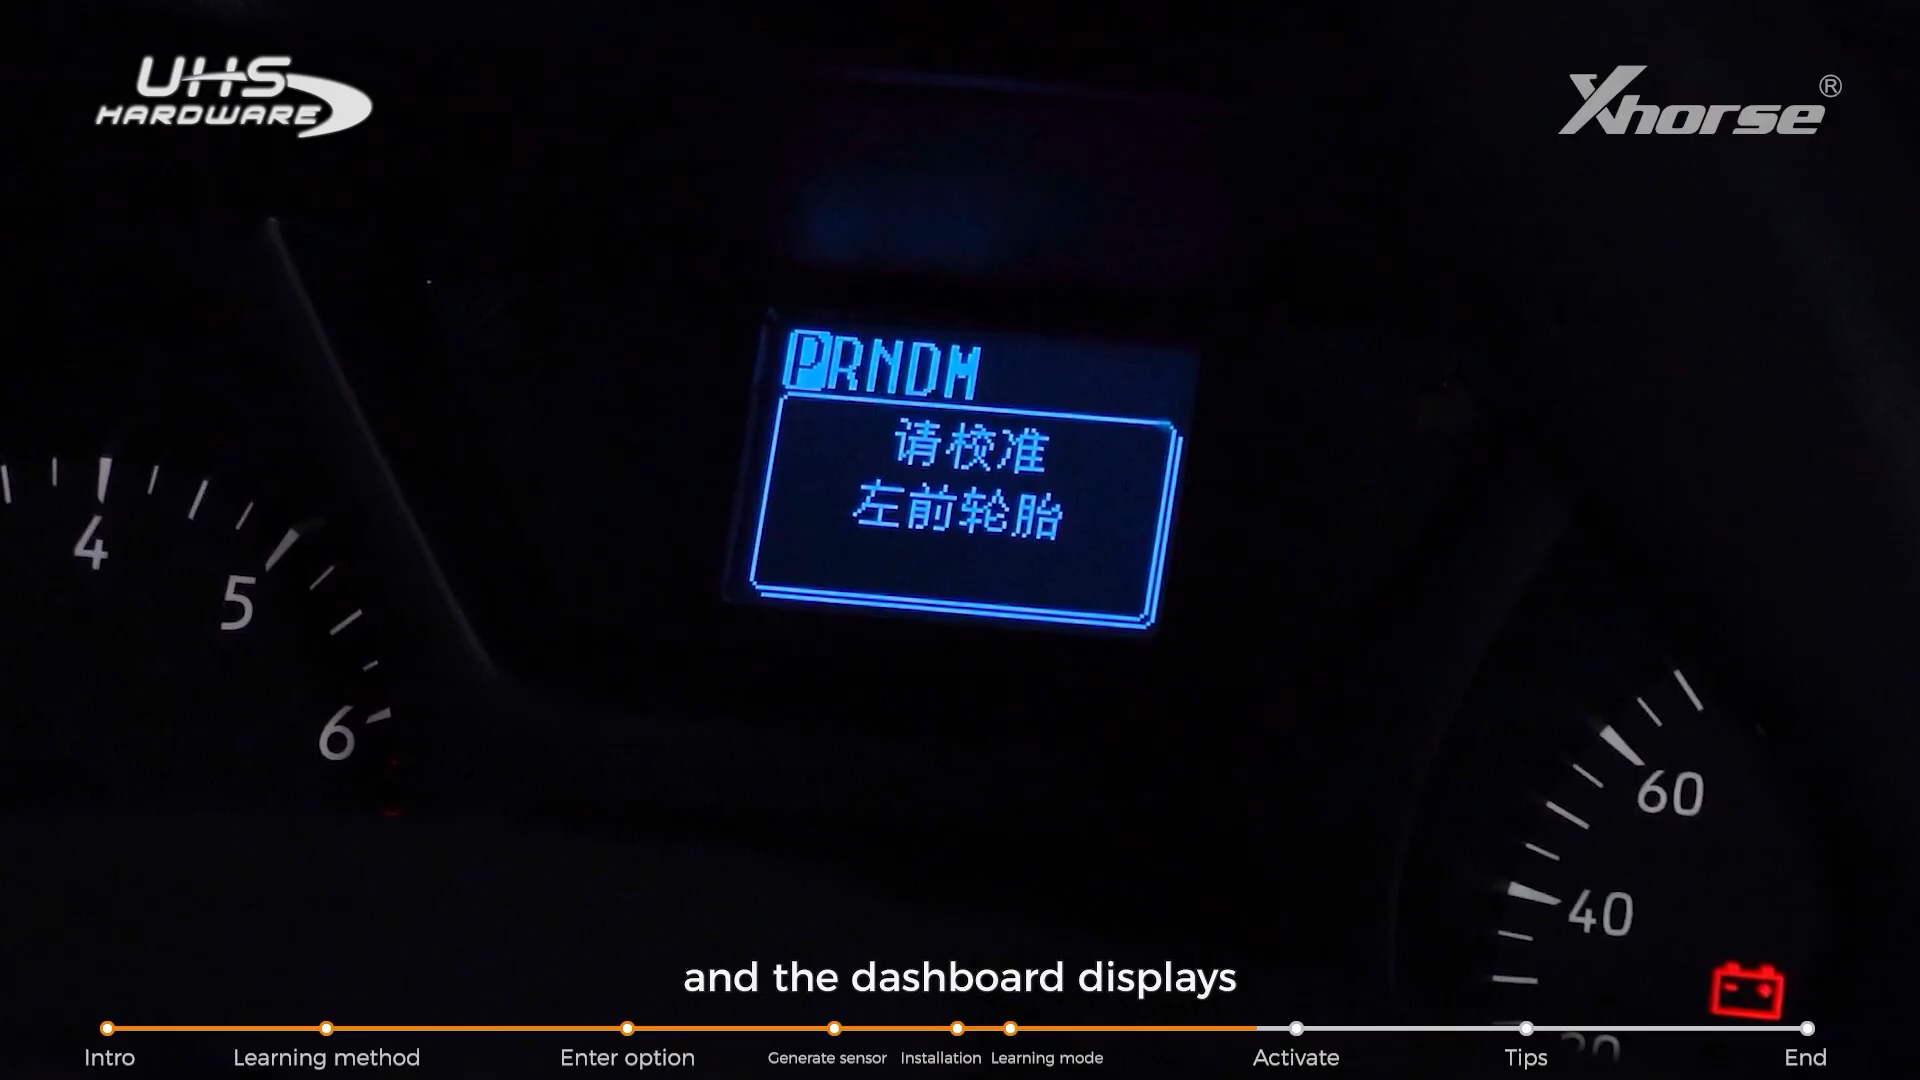 UHS
HARDWARE
Xhorse®
PRNDM
请校准
左前轮胎
4
5
6
60
40
20
and the dashboard displays
Intro
Learning method
Enter option
Generate sensor
Installation
Learning mode
Activate
Tips
End